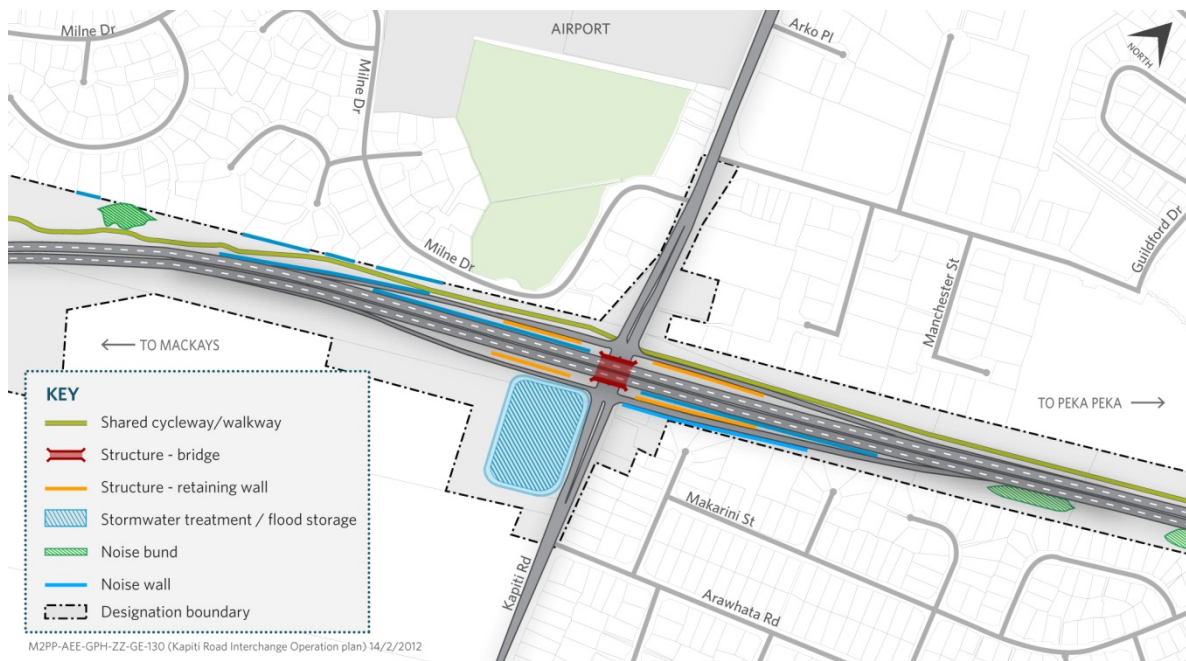 Milne Dr
AIRPORT
Arko Pl
NORTH
Milne Dr
Milne Dr
Guildford Dr
Manchester St
TO MACKAYS
TO PEKA PEKA
KEY
Shared cycleway/walkway
Structure - bridge
Structure - retaining wall
Stormwater treatment / flood storage
Noise bund
Noise wall
Designation boundary
Makarini St
Kapiti Rd
Arawhata Rd
M2PP-AEE-GPH-ZZ-GE-130 (Kapiti Road Interchange Operation plan) 14/2/2012